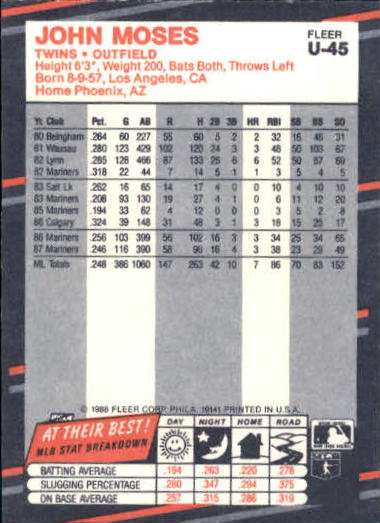 JOHN MOSES
FLEER
U-45
TWINS • OUTFIELD
Height 6'3", Weight 200, Bats Both, Throws Left
Born 8-9-57, Los Angeles, CA
Home Phoenix, AZ
Yr. Club Pct. G AB R H 2B 3B HR RBI SB BB SO
80 Belngham .264 60 227 55 60 5 2 2 32 16 46 31
81 Wausau .280 123 429 102 120 24 3 3 48 56 103 67
82 Lynn .285 128 466 87 133 25 6 6 52 50 87 69
82 Mariners .318 22 44 7 14 5 1 1 3 5 4 5
83 Salt Lk .262 16 65 14 17 4 0 0 10 4 10 10
83 Mariners .208 93 130 19 27 4 1 0 6 11 12 20
85 Mariners .194 33 62 4 12 0 0 0 3 5 2 8
86 Calgary .324 39 148 31 48 3 1 3 16 25 17
86 Mariners .256 103 399 56 102 16 3 3 34 25 34 65
87 Mariners .246 116 390 58 96 16 4 3 38 23 29 49
ML Totals .248 386 1060 147 263 42 10 7 86 70 83 152
© 1988 FLEER CORP. PHILA. 19141 PRINTED IN U.S.A.
AT THEIR BEST!
MLB STAT BREAKDOWN
DAY NIGHT HOME ROAD
BATTING AVERAGE .194 .263 .220 .278
SLUGGING PERCENTAGE .280 .347 .294 .375
ON BASE AVERAGE .257 .315 .286 .319